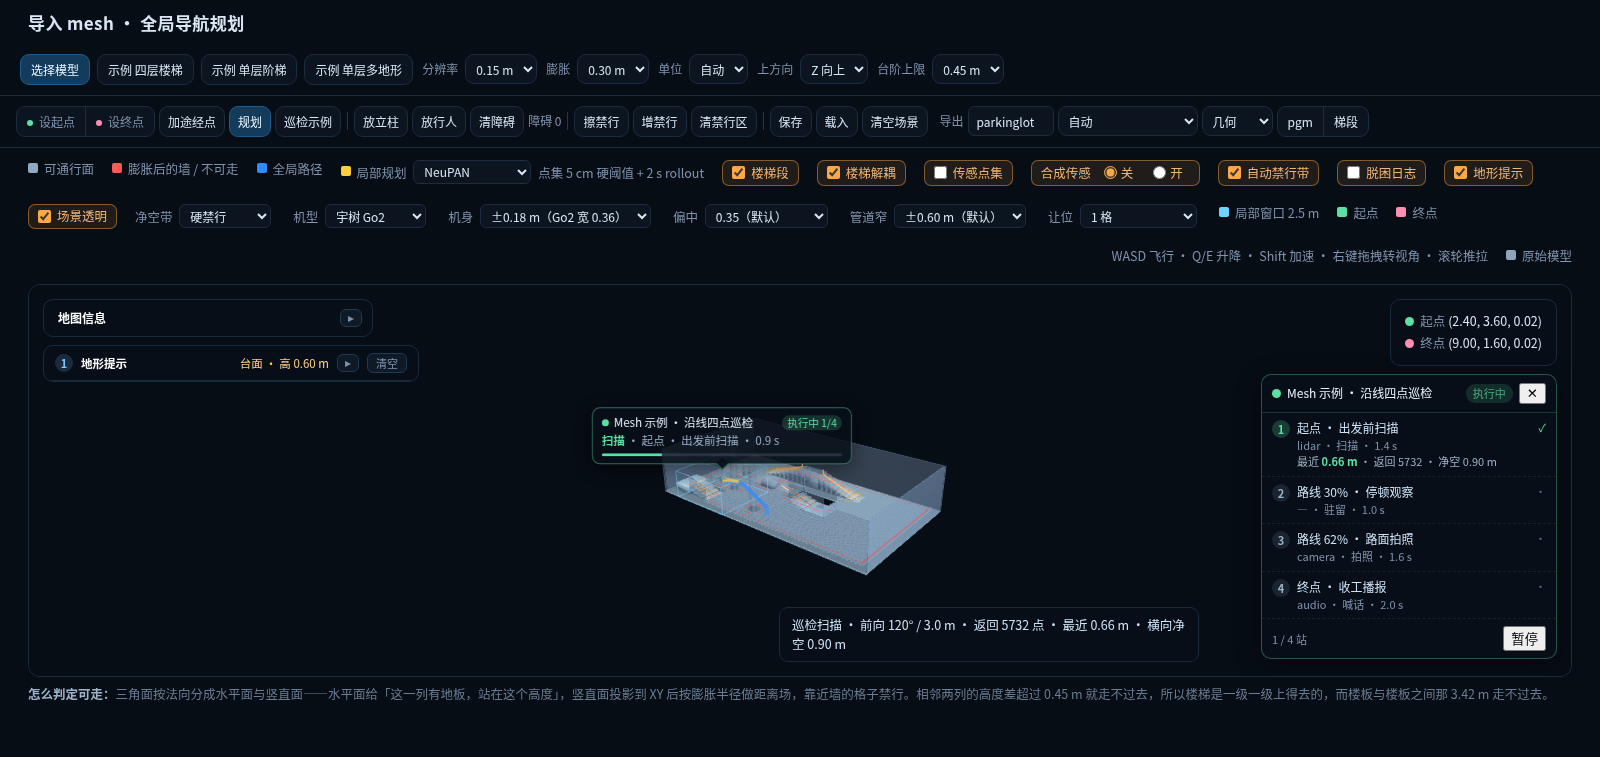 导入 mesh · 全局导航规划
选择模型 示例 四层楼梯 示例 单层阶梯 示例 单层多地形 分辨率 0.15 m 膨胀 0.30 m 单位 自动 上方向 Z 向上 台阶上限 0.45 m
设起点 设终点 加途经点 规划 巡检示例 放立柱 放行人 清障碍 障碍 0 擦禁行 增禁行 清禁行区 保存 载入 清空场景 导出 parkinglot 自动 几何 pgm 梯段
可通行面 膨胀后的墙 / 不可走 全局路径 局部规划 NeuPAN 点集 5 cm 硬阈值 + 2 s rollout 楼梯段 楼梯解耦 传感点集 合成传感 关 开 自动禁行带 脱困日志 地形提示
场景透明 净空带 硬禁行 机型 宇树 Go2 机身 ±0.18 m（Go2 宽 0.36） 偏中 0.35（默认） 管道窄 ±0.60 m（默认） 让位 1 格 局部窗口 2.5 m 起点 终点
WASD 飞行 · Q/E 升降 · Shift 加速 · 右键拖拽转视角 · 滚轮推拉 原始模型
地图信息
1 地形提示 台面 · 高 0.60 m 清空
起点 (2.40, 3.60, 0.02)
终点 (9.00, 1.60, 0.02)
Mesh 示例 · 沿线四点巡检 执行中 1/4
扫描 · 起点 · 出发前扫描 · 0.9 s
Mesh 示例 · 沿线四点巡检 执行中 ✕
1 起点 · 出发前扫描 ✓
lidar · 扫描 · 1.4 s
最近 0.66 m · 返回 5732 · 净空 0.90 m
2 路线 30% · 停顿观察 ·
— · 驻留 · 1.0 s
3 路线 62% · 路面拍照 ·
camera · 拍照 · 1.6 s
4 终点 · 收工播报 ·
audio · 喊话 · 2.0 s
1 / 4 站 暂停
巡检扫描 · 前向 120° / 3.0 m · 返回 5732 点 · 最近 0.66 m · 横向净
空 0.90 m
怎么判定可走：三角面按法向分成水平面与竖直面——水平面给「这一列有地板，站在这个高度」，竖直面投影到 XY 后按膨胀半径做距离场，靠近墙的格子禁行。相邻两列的高度差超过 0.45 m 就走不过去，所以楼梯是一级一级上得去的，而楼板与楼板之间那 3.42 m 走不过去。